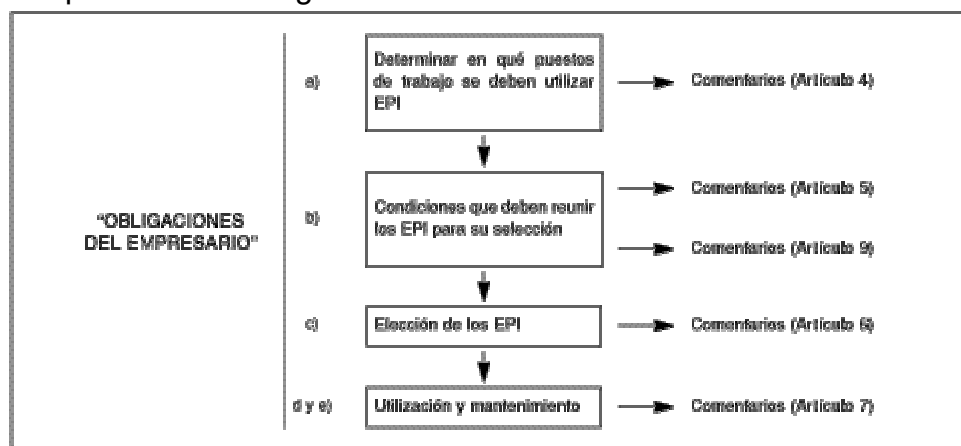 "OBLIGACIONES
DEL EMPRESARIO"
a)
Determinar en qué puestos
de trabajo se deben utilizar
EPI
Comentarios (Artículo 4)
b)
Condiciones que deben reunir
los EPI para su selección
Comentarios (Artículo 5)
Comentarios (Artículo 9)
c)
Elección de los EPI
Comentarios (Artículo 6)
d y e)
Utilización y mantenimiento
Comentarios (Artículo 7)